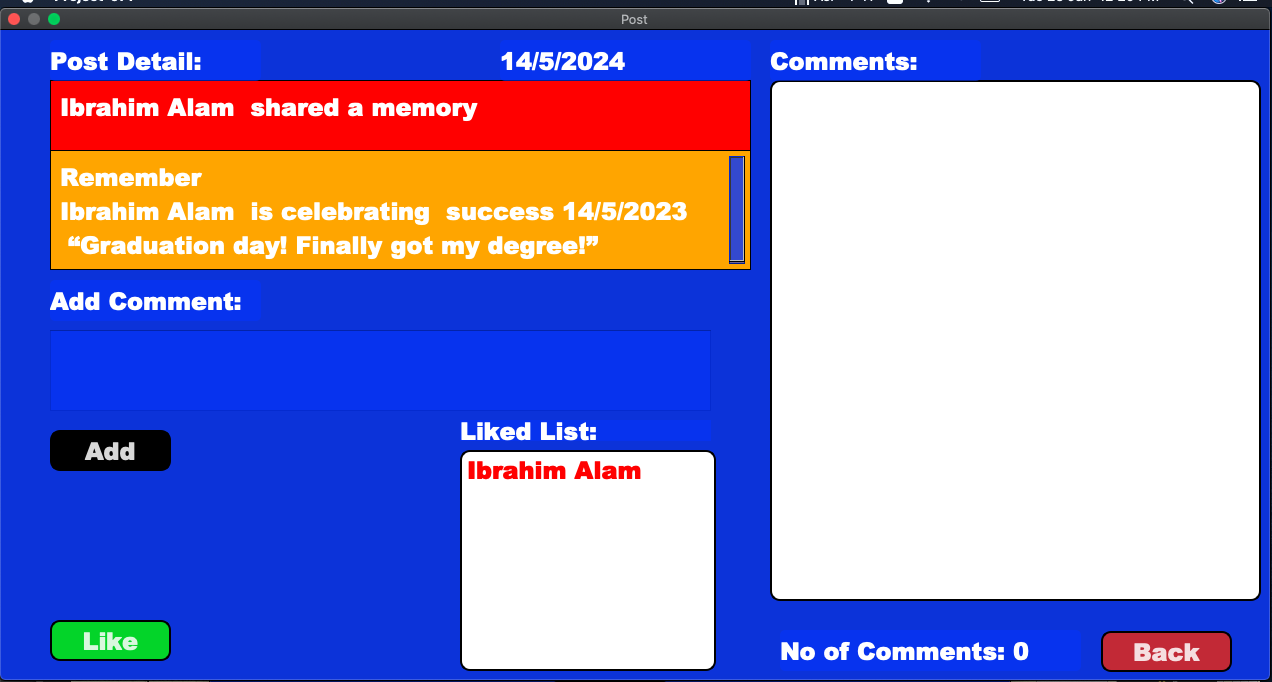 Post
Post Detail:
14/5/2024
Ibrahim Alam  shared a memory
Remember
Ibrahim Alam  is celebrating  success 14/5/2023
“Graduation day! Finally got my degree!”
Add Comment:
Add
Like
Liked List:
Ibrahim Alam
Comments:
No of Comments: 0
Back